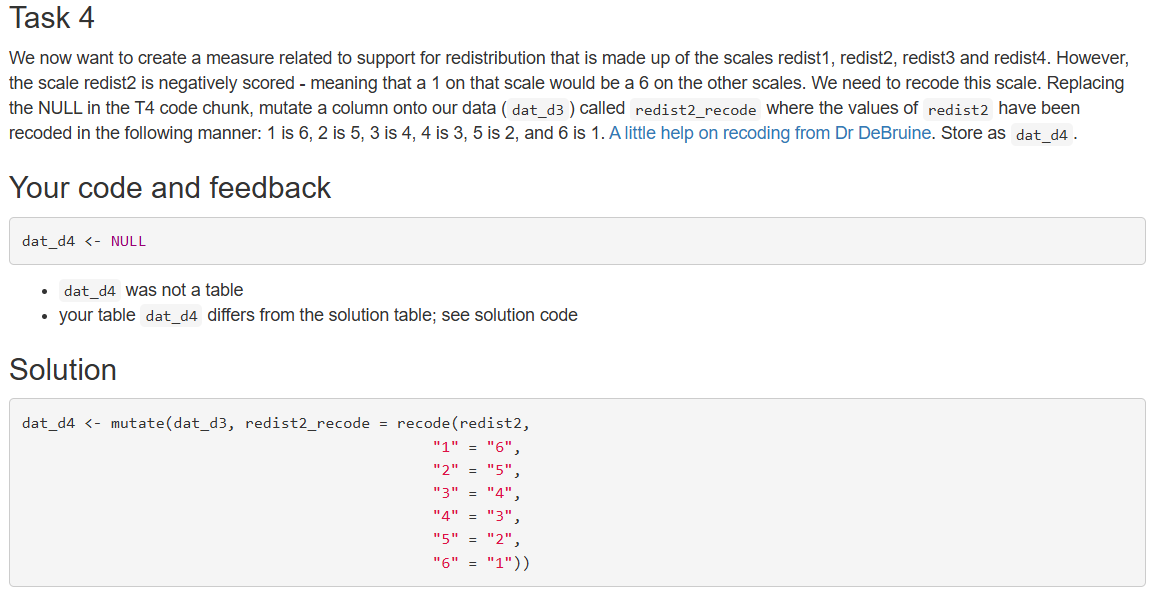 Task 4
We now want to create a measure related to support for redistribution that is made up of the scales redist1, redist2, redist3 and redist4. However,
the scale redist2 is negatively scored - meaning that a 1 on that scale would be a 6 on the other scales. We need to recode this scale. Replacing
the NULL in the T4 code chunk, mutate a column onto our data ( dat_d3 ) called redist2_recode where the values of redist2 have been
recoded in the following manner: 1 is 6, 2 is 5, 3 is 4, 4 is 3, 5 is 2, and 6 is 1. A little help on recoding from Dr DeBruine. Store as dat_d4 .
Your code and feedback
dat_d4 <- NULL
• dat_d4 was not a table
• your table dat_d4 differs from the solution table; see solution code
Solution
dat_d4 <- mutate(dat_d3, redist2_recode = recode(redist2,
"1" = "6",
"2" = "5",
"3" = "4",
"4" = "3",
"5" = "2",
"6" = "1"))